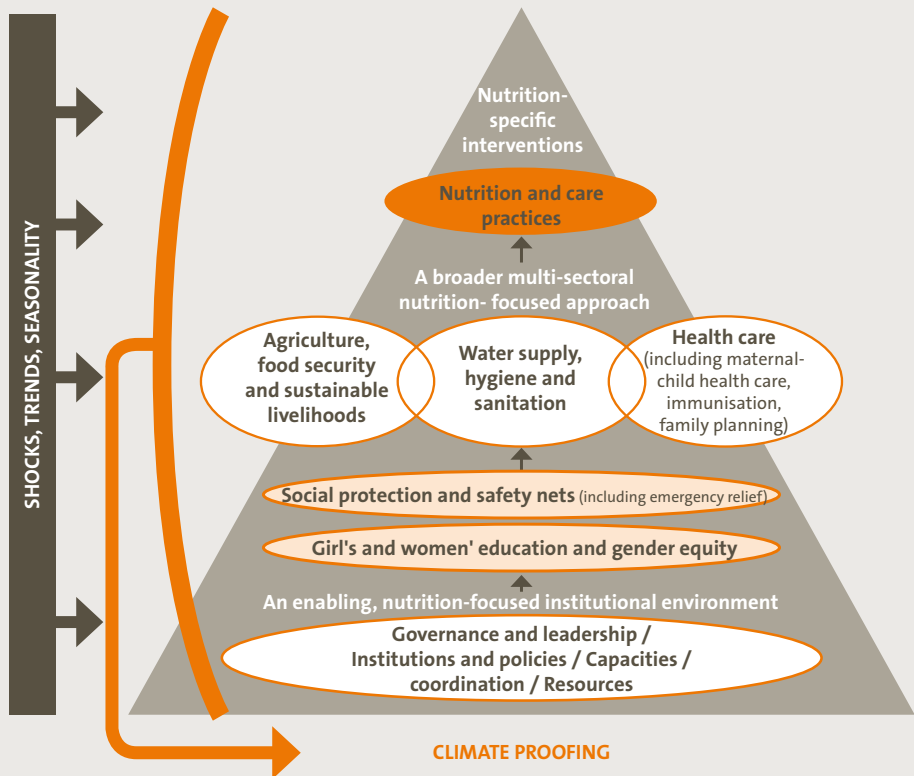 SHOCKS, TRENDS, SEASONALITY
Nutrition-
specific
interventions
Nutrition and care
practices
A broader multi-sectoral
nutrition- focused approach
Agriculture,
food security
and sustainable
livelihoods
Water supply,
hygiene and
sanitation
Health care
(including maternal-
child health care,
immunisation,
family planning)
Social protection and safety nets (including emergency relief)
Girl's and women' education and gender equity
An enabling, nutrition-focused institutional environment
Governance and leadership /
Institutions and policies / Capacities /
coordination / Resources
CLIMATE PROOFING